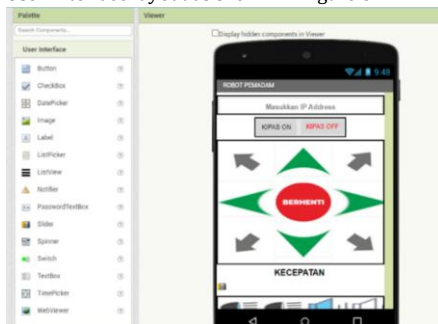 Palette
Viewer
Search Components...
User Interface
Button
CheckBox
DatePicker
Image
Label
ListPicker
ListView
Notifier
PasswordTextBox
Slider
Spinner
Switch
TextBox
TimePicker
WebViewer
Display hidden components in Viewer
9:48
ROBOT PEMADAM
Masukkan IP Address
KIPAS ON
KIPAS OFF
BERHENTI
KECEPATAN